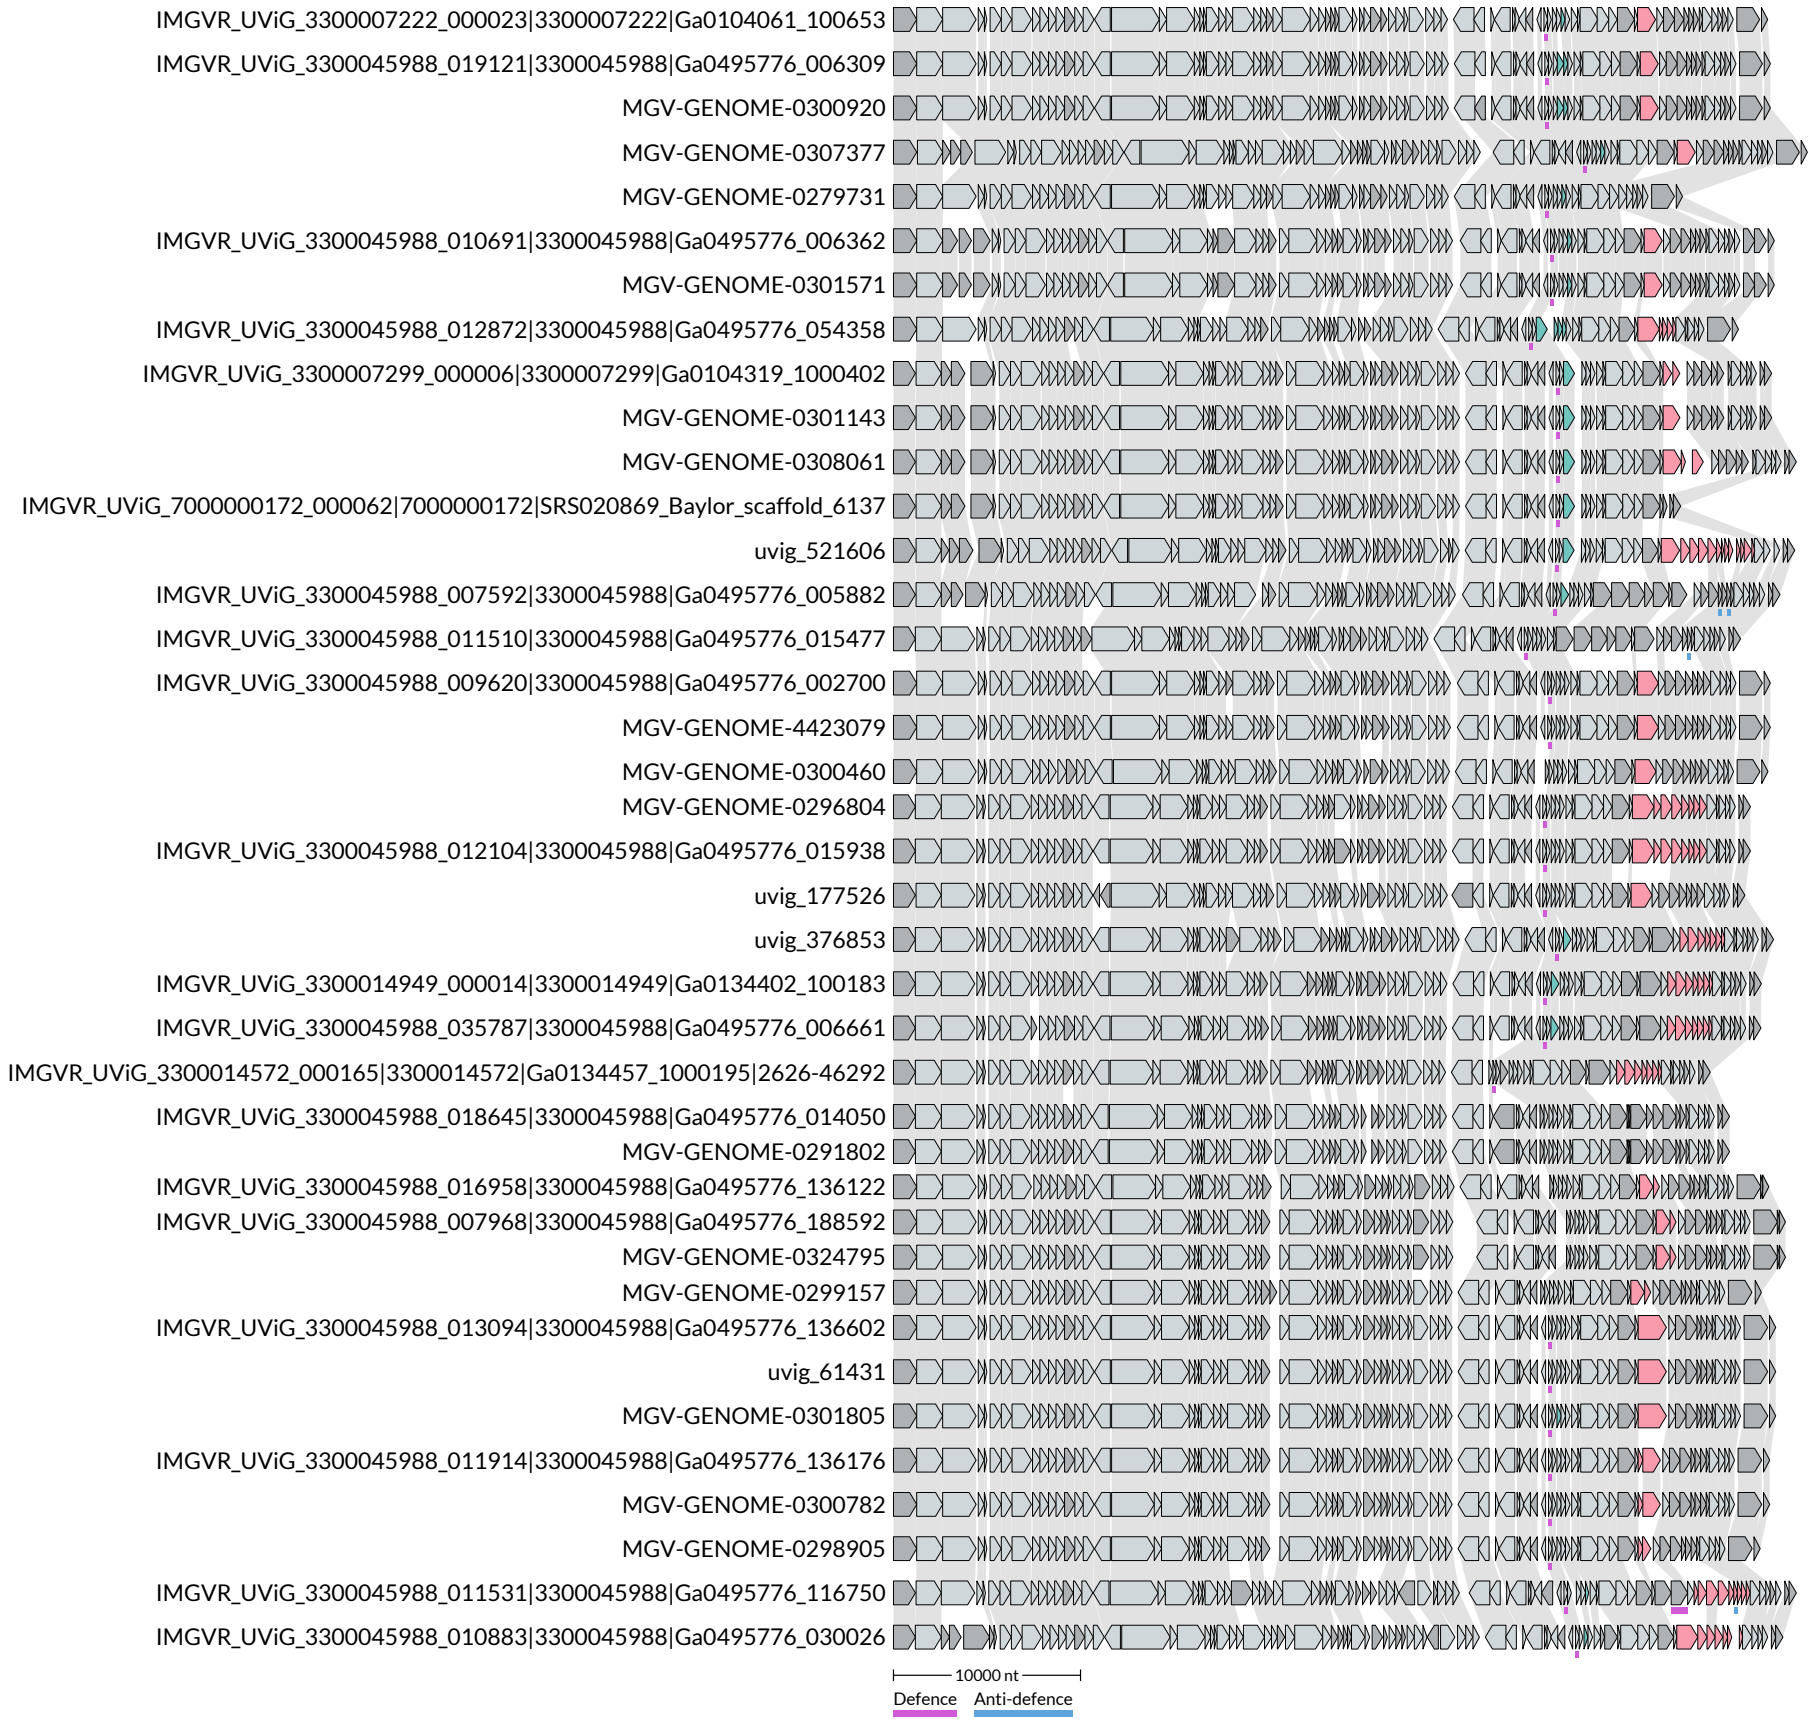 IMGVR_UViG_3300007222_000023|3300007222|Ga0104061_100653
IMGVR_UViG_3300045988_019121|3300045988|Ga0495776_006309
MGV-GENOME-0300920
MGV-GENOME-0307377
MGV-GENOME-0279731
IMGVR_UViG_3300045988_010691|3300045988|Ga0495776_006362
MGV-GENOME-0301571
IMGVR_UViG_3300045988_012872|3300045988|Ga0495776_054358
IMGVR_UViG_3300007299_000006|3300007299|Ga0104319_1000402
MGV-GENOME-0301143
MGV-GENOME-0308061
IMGVR_UViG_7000000172_000062|7000000172|SRS020869_Baylor_scaffold_6137
uvig_521606
IMGVR_UViG_3300045988_007592|3300045988|Ga0495776_005882
IMGVR_UViG_3300045988_011510|3300045988|Ga0495776_015477
IMGVR_UViG_3300045988_009620|3300045988|Ga0495776_002700
MGV-GENOME-4423079
MGV-GENOME-0300460
MGV-GENOME-0296804
IMGVR_UViG_3300045988_012104|3300045988|Ga0495776_015938
uvig_177526
uvig_376853
IMGVR_UViG_3300014949_000014|3300014949|Ga0134402_100183
IMGVR_UViG_3300045988_035787|3300045988|Ga0495776_006661
IMGVR_UViG_3300014572_000165|3300014572|Ga0134457_1000195|2626-46292
IMGVR_UViG_3300045988_018645|3300045988|Ga0495776_014050
MGV-GENOME-0291802
IMGVR_UViG_3300045988_016958|3300045988|Ga0495776_136122
IMGVR_UViG_3300045988_007968|3300045988|Ga0495776_188592
MGV-GENOME-0324795
MGV-GENOME-0299157
IMGVR_UViG_3300045988_013094|3300045988|Ga0495776_136602
uvig_61431
MGV-GENOME-0301805
IMGVR_UViG_3300045988_011914|3300045988|Ga0495776_136176
MGV-GENOME-0300782
MGV-GENOME-0298905
IMGVR_UViG_3300045988_011531|3300045988|Ga0495776_116750
IMGVR_UViG_3300045988_010883|3300045988|Ga0495776_030026
10000 nt
Defence Anti-defence